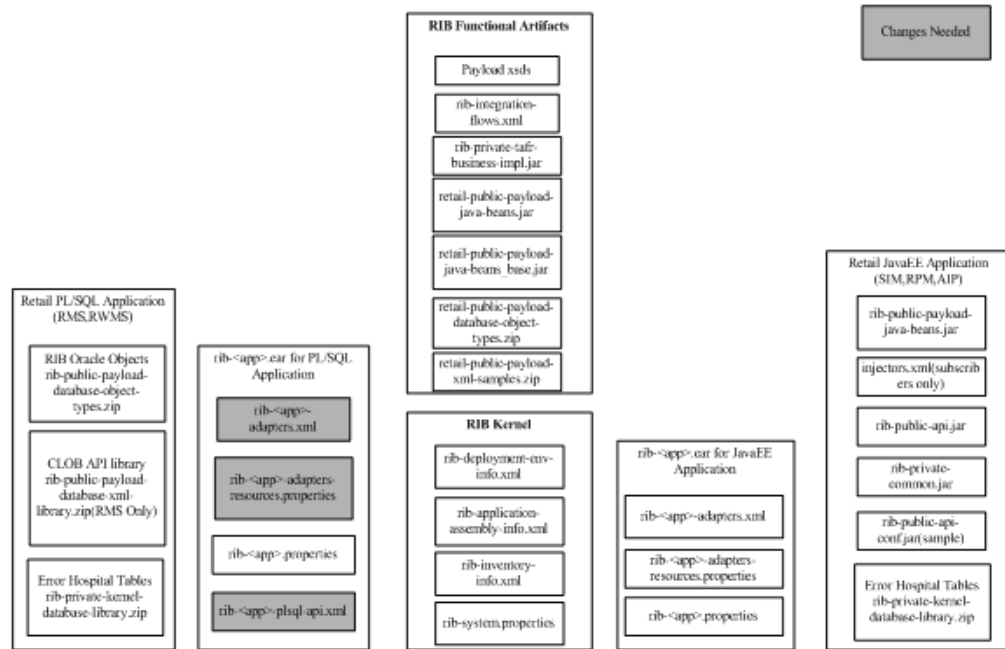 RIB Functional Artifacts
Payload xsds
rib-integration-
flows.xml
rib-private-tafr-
business-impl.jar
retail-public-payload-
java-beans.jar
retail-public-payload-
java-beans_base.jar
retail-public-payload-
database-object-
types.zip
retail-public-payload-
xml-samples.zip
Changes Needed
Retail PL/SQL Application
(RMS,RWMS)
RIB Oracle Objects
rib-public-payload-
database-object-
types.zip
CLOB API library
rib-public-payload-
database-xml-
library.zip(RMS Only)
Error Hospital Tables
rib-private-kernel-
database-library.zip
rib-<app>.ear for PL/SQL
Application
rib-<app>-
adapters.xml
rib-<app>-adapters-
resources.properties
rib-<app>.properties
rib-<app>-plsql-api.xml
RIB Kernel
rib-deployment-env-
info.xml
rib-application-
assembly-info.xml
rib-inventory-
info.xml
rib-system.properties
rib-<app>.ear for JavaEE
Application
rib-<app>-adapters.xml
rib-<app>-adapters-
resources.properties
rib-<app>.properties
Retail JavaEE Application
(SIM,RPM,AIP)
rib-public-payload-
java-beans.jar
injectors.xml(subscri
bers only)
rib-public-api.jar
rib-private-
common.jar
rib-public-api-
conf.jar(sample)
Error Hospital Tables
rib-private-kernel-
database-library.zip